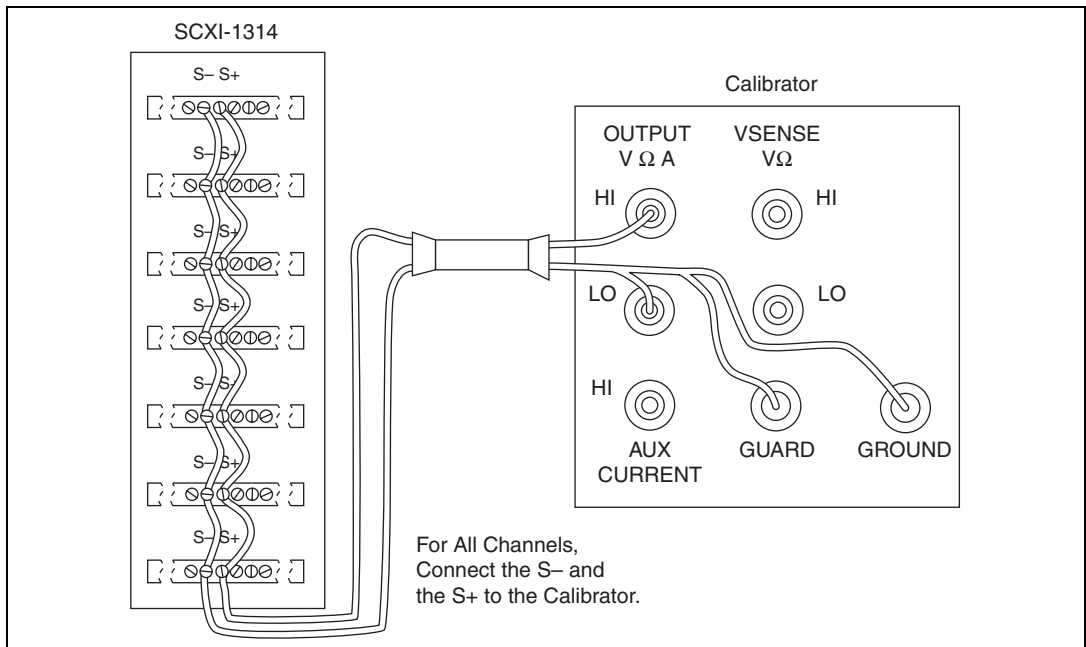 SCXI-1314
S– S+
S– S+
S– S+
S– S+
S– S+
S– S+
S– S+
Calibrator
OUTPUT
V Ω A
VSENSE
VΩ
HI
HI
LO
LO
HI
AUX
CURRENT
GUARD
GROUND
For All Channels,
Connect the S– and
the S+ to the Calibrator.